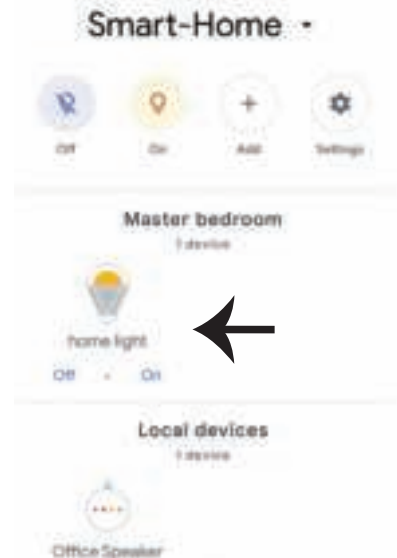 Smart-Home
Off On Add Settings
Master bedroom
1 device
home light
Off • On
Local devices
1 device
Office Speaker